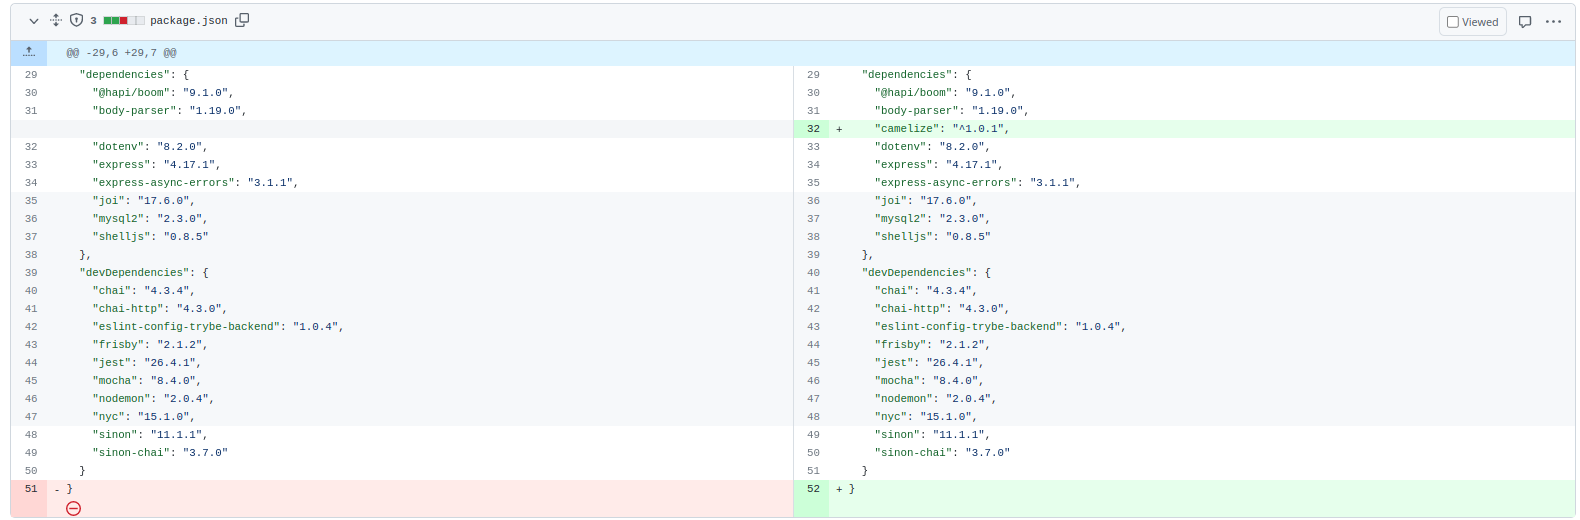 3 package.json Viewed
@@ -29,6 +29,7 @@
29 "dependencies": {
30 "@hapi/boom": "9.1.0",
31 "body-parser": "1.19.0",
32 "dotenv": "8.2.0",
33 "express": "4.17.1",
34 "express-async-errors": "3.1.1",
35 "joi": "17.6.0",
36 "mysql2": "2.3.0",
37 "shelljs": "0.8.5"
38 },
39 "devDependencies": {
40 "chai": "4.3.4",
41 "chai-http": "4.3.0",
42 "eslint-config-trybe-backend": "1.0.4",
43 "frisby": "2.1.2",
44 "jest": "26.4.1",
45 "mocha": "8.4.0",
46 "nodemon": "2.0.4",
47 "nyc": "15.1.0",
48 "sinon": "11.1.1",
49 "sinon-chai": "3.7.0"
50 }
51 - }
29 "dependencies": {
30 "@hapi/boom": "9.1.0",
31 "body-parser": "1.19.0",
32 + "camelize": "^1.0.1",
33 "dotenv": "8.2.0",
34 "express": "4.17.1",
35 "express-async-errors": "3.1.1",
36 "joi": "17.6.0",
37 "mysql2": "2.3.0",
38 "shelljs": "0.8.5"
39 },
40 "devDependencies": {
41 "chai": "4.3.4",
42 "chai-http": "4.3.0",
43 "eslint-config-trybe-backend": "1.0.4",
44 "frisby": "2.1.2",
45 "jest": "26.4.1",
46 "mocha": "8.4.0",
47 "nodemon": "2.0.4",
48 "nyc": "15.1.0",
49 "sinon": "11.1.1",
50 "sinon-chai": "3.7.0"
51 }
52 + }